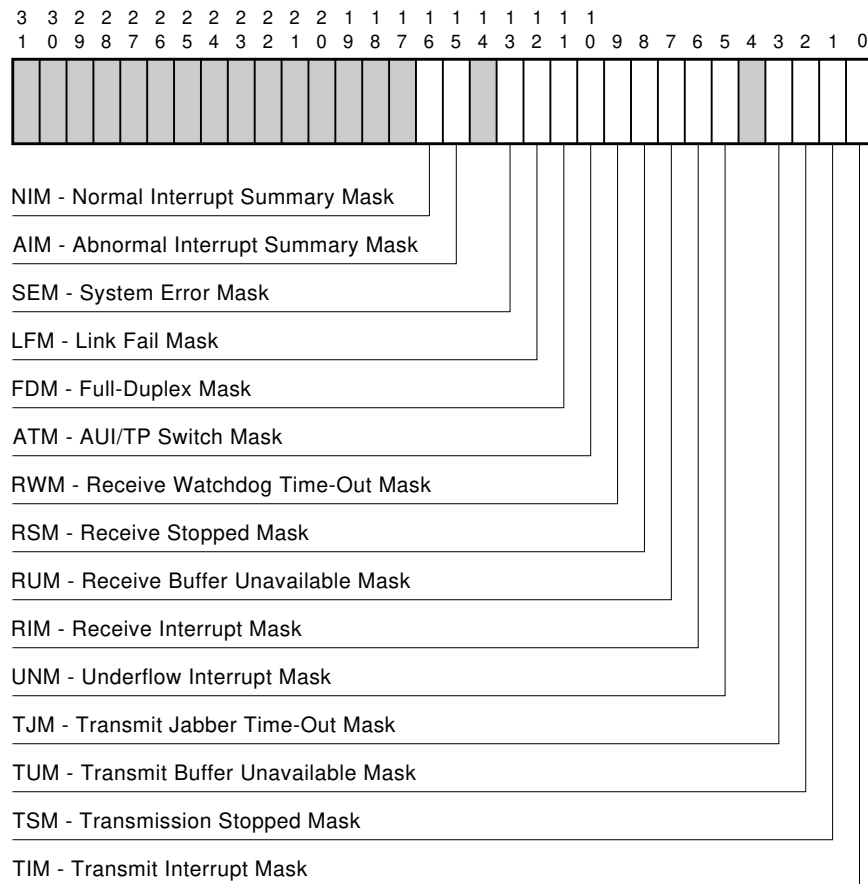 3 3 2 2 2 2 2 2 2 2 2 2 1 1 1 1 1 1 1 1 1 1
1 0 9 8 7 6 5 4 3 2 1 0 9 8 7 6 5 4 3 2 1 0 9 8 7 6 5 4 3 2 1 0
NIM - Normal Interrupt Summary Mask
AIM - Abnormal Interrupt Summary Mask
SEM - System Error Mask
LFM - Link Fail Mask
FDM - Full-Duplex Mask
ATM - AUI/TP Switch Mask
RWM - Receive Watchdog Time-Out Mask
RSM - Receive Stopped Mask
RUM - Receive Buffer Unavailable Mask
RIM - Receive Interrupt Mask
UNM - Underflow Interrupt Mask
TJM - Transmit Jabber Time-Out Mask
TUM - Transmit Buffer Unavailable Mask
TSM - Transmission Stopped Mask
TIM - Transmit Interrupt Mask